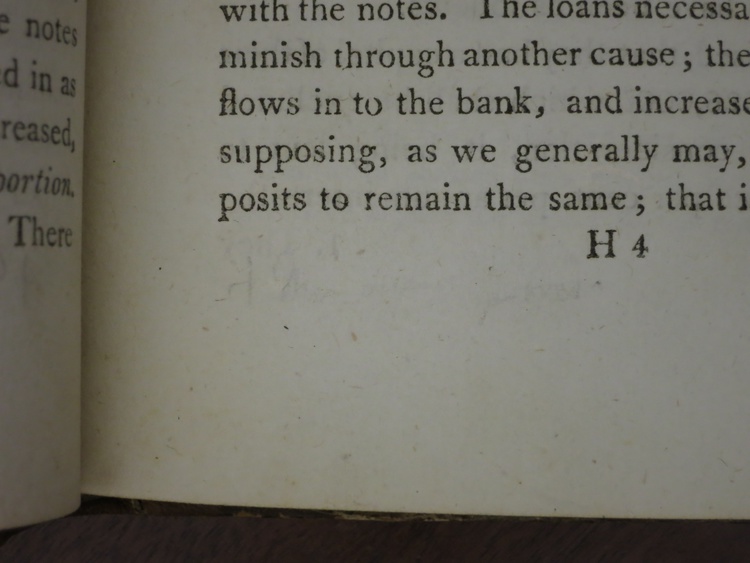 notes
d in as
reased,
portion.
There
with the notes. The loans necessa
minish through another cause; the
flows in to the bank, and increase
supposing, as we generally may,
posits to remain the same; that i
H 4